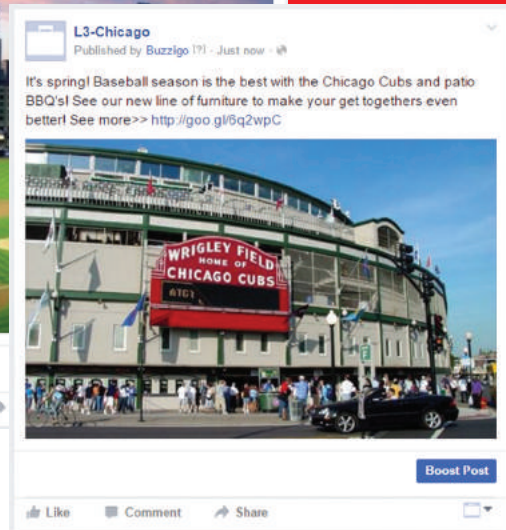 L3-Chicago
Published by Buzzigo [?] · Just now ·
It's spring! Baseball season is the best with the Chicago Cubs and patio
BBQ's! See our new line of furniture to make your get togethers even
better! See more>> http://goo.gl/6q2wpC
WRIGLEY FIELD
HOME OF
CHICAGO CUBS
Boost Post
Like Comment Share